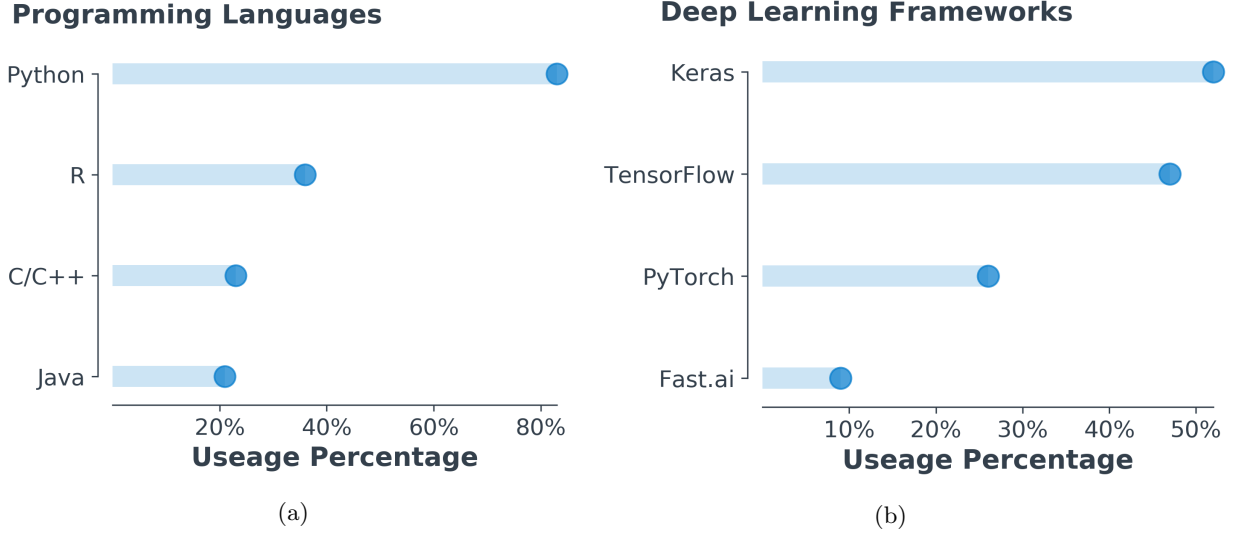 Programming Languages
Python
R
C/C++
Java
20% 40% 60% 80%
Useage Percentage
(a)
Deep Learning Frameworks
Keras
TensorFlow
PyTorch
Fast.ai
10% 20% 30% 40% 50%
Useage Percentage
(b)